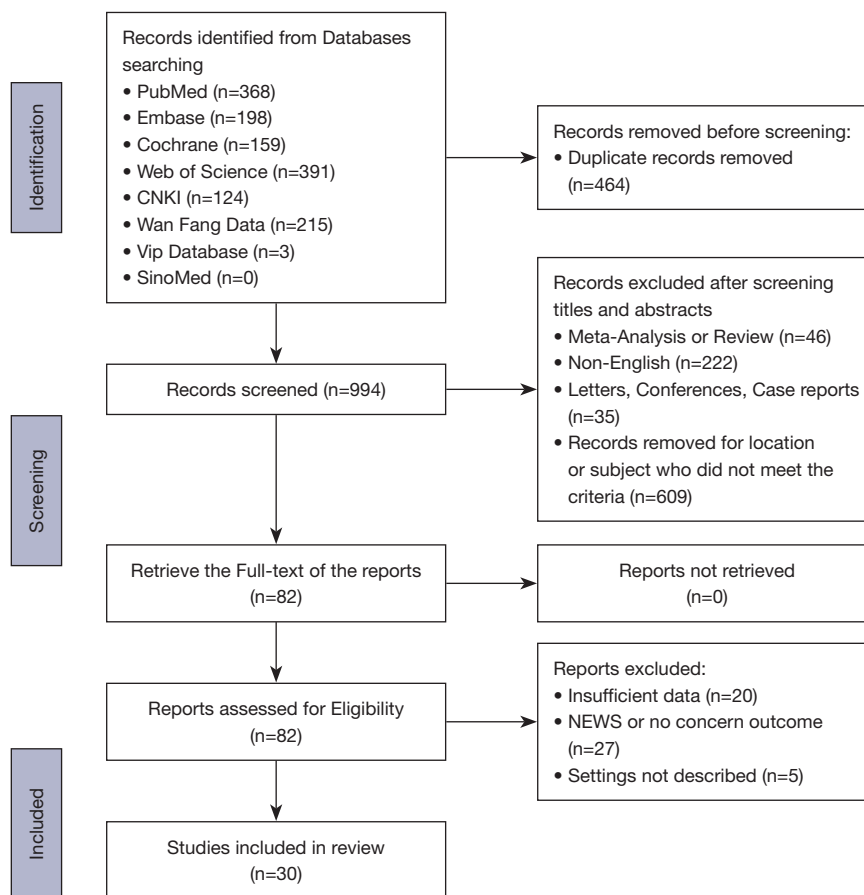 Identification
Records identified from Databases
searching
• PubMed (n=368)
• Embase (n=198)
• Cochrane (n=159)
• Web of Science (n=391)
• CNKI (n=124)
• Wan Fang Data (n=215)
• Vip Database (n=3)
• SinoMed (n=0)
Records removed before screening:
• Duplicate records removed
(n=464)
Screening
Records screened (n=994)
Records excluded after screening
titles and abstracts
• Meta-Analysis or Review (n=46)
• Non-English (n=222)
• Letters, Conferences, Case reports
(n=35)
• Records removed for location
or subject who did not meet the
criteria (n=609)
Retrieve the Full-text of the reports
(n=82)
Reports not retrieved
(n=0)
Reports assessed for Eligibility
(n=82)
Reports excluded:
• Insufficient data (n=20)
• NEWS or no concern outcome
(n=27)
• Settings not described (n=5)
Included
Studies included in review
(n=30)